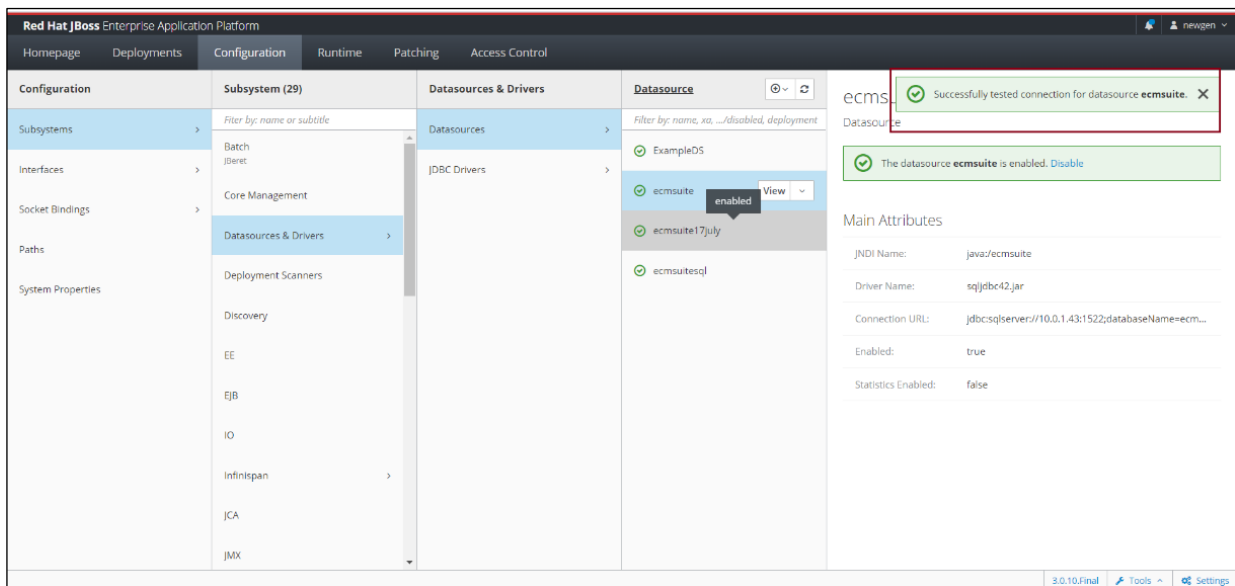 Red Hat JBoss Enterprise Application Platform
newgen
Homepage Deployments Configuration Runtime Patching Access Control
Configuration
Subsystems
Interfaces
Socket Bindings
Paths
System Properties
Subsystem (29)
Fiter by: name or subtitle
Batch
JBeret
Core Management
Datasources & Drivers
Deployment Scanners
Discovery
EE
EJB
IO
Infinispan
JCA
JMX
Datasources & Drivers
Datasources
JDBC Drivers
Datasource
Filter by: name, xa, .../disabled, deployment
ExampleDS
ecmsuite
View
enabled
ecmsuite17july
ecmsuitesql
ecms
Successfully tested connection for datasource ecmsuite.
Datasource
The datasource ecmsuite is enabled. Disable
Main Attributes
JNDI Name: java:/ecmsuite
Driver Name: sqljdbc42.jar
Connection URL: jdbc:sqlserver://10.0.1.43:1522;databaseName=ecm...
Enabled: true
Statistics Enabled: false
3.0.10.Final Tools Settings